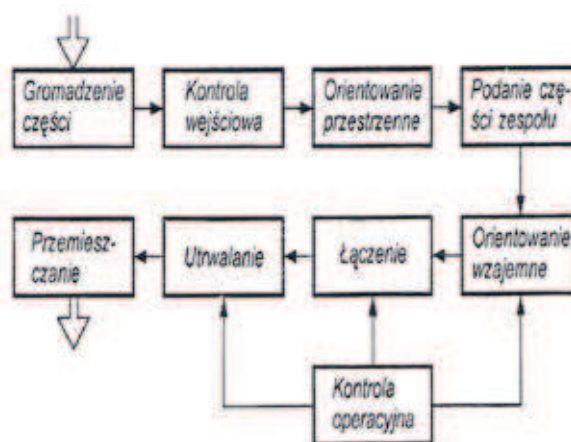 Gromadzenie
części
Kontrola
wejściowa
Orientowanie
przestrzenne
Podanie czę-
ści zespołu
Przemiesz-
czanie
Utrwalanie
Łączenie
Orientowanie
wzajemne
Kontrola
operacyjna